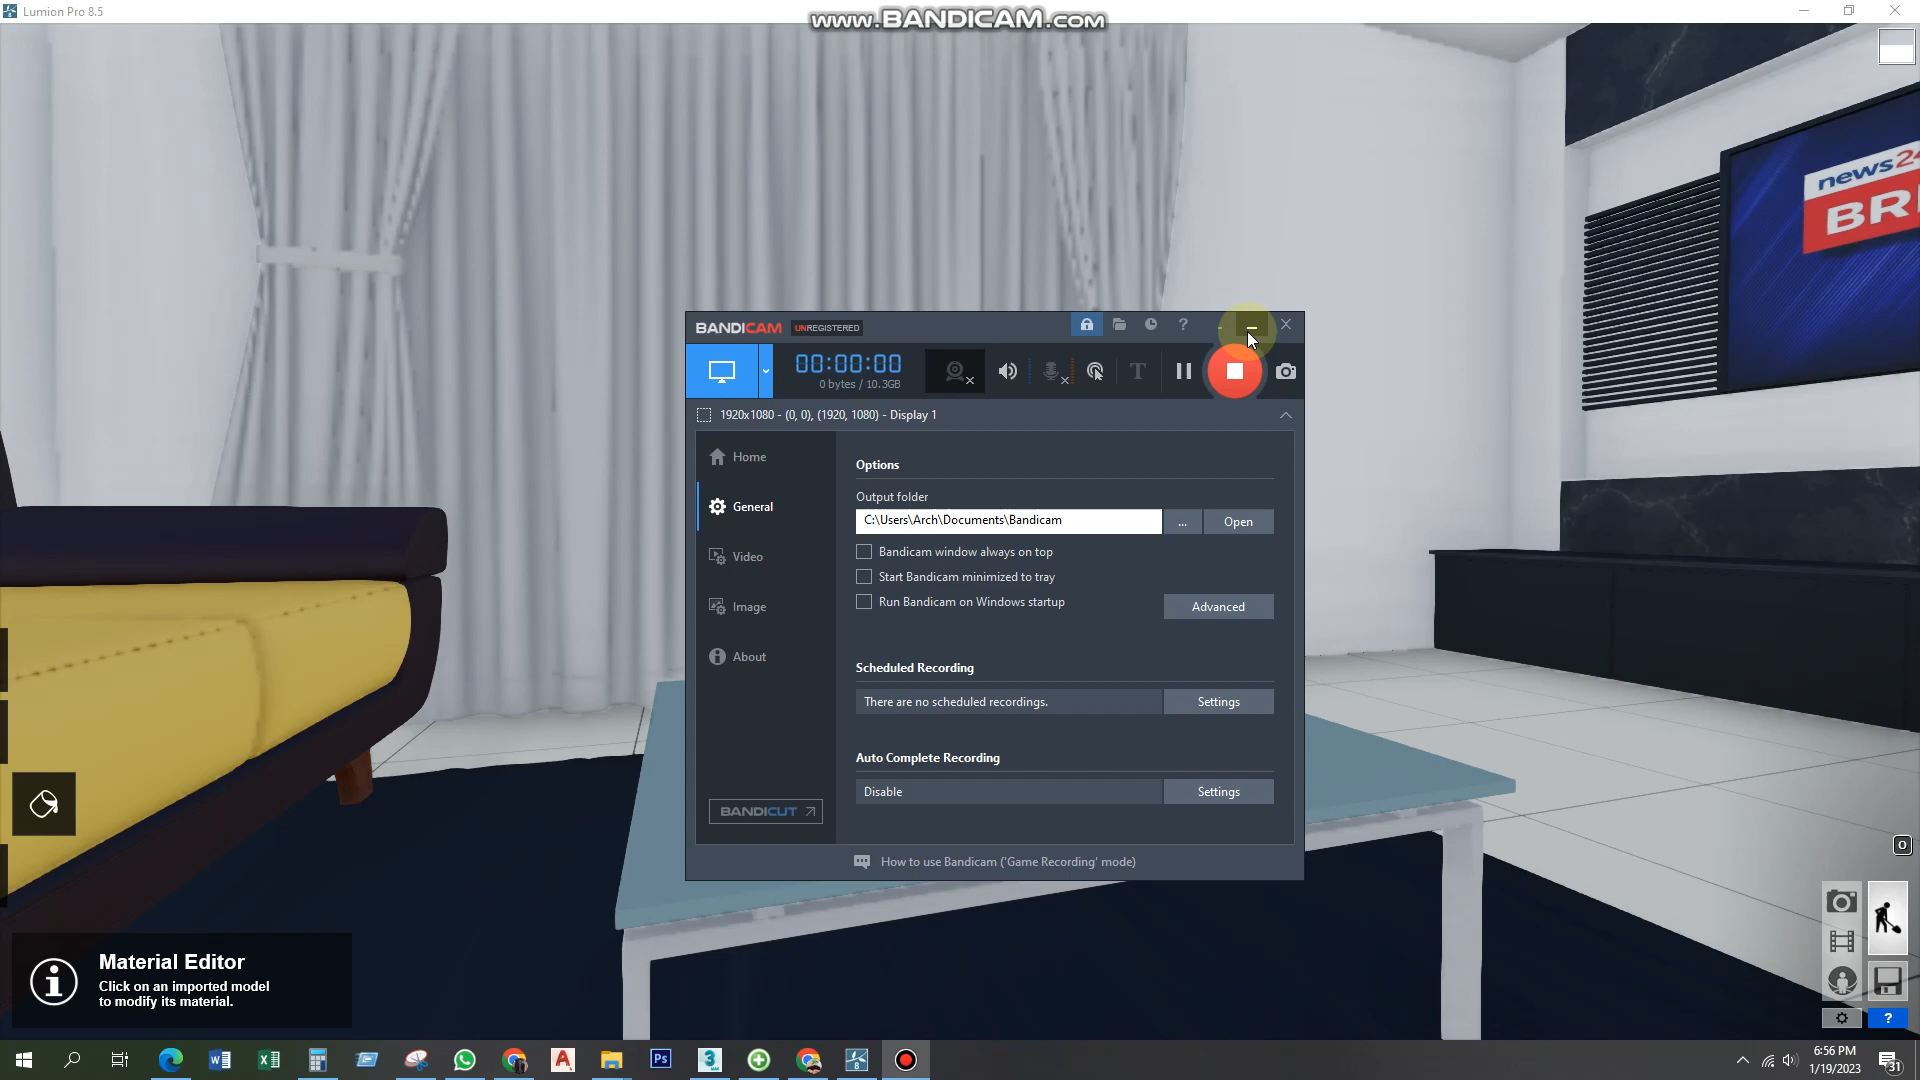 Lumion Pro 8.5
www.BANDICAM.com
news24
BRE
BANDICAM UNREGISTERED
?
00:00:00
0 bytes / 10.3GB
T
1920x1080 - (0, 0), (1920, 1080) - Display 1
Home
General
Video
Image
About
BANDICUT
Options
Output folder
C:\Users\Arch\Documents\Bandicam
...
Open
Bandicam window always on top
Start Bandicam minimized to tray
Run Bandicam on Windows startup
Advanced
Scheduled Recording
There are no scheduled recordings.
Settings
Auto Complete Recording
Disable
Settings
How to use Bandicam ('Game Recording' mode)
Material Editor
Click on an imported model
to modify its material.
O
?
Ps
6:56 PM
1/19/2023
31